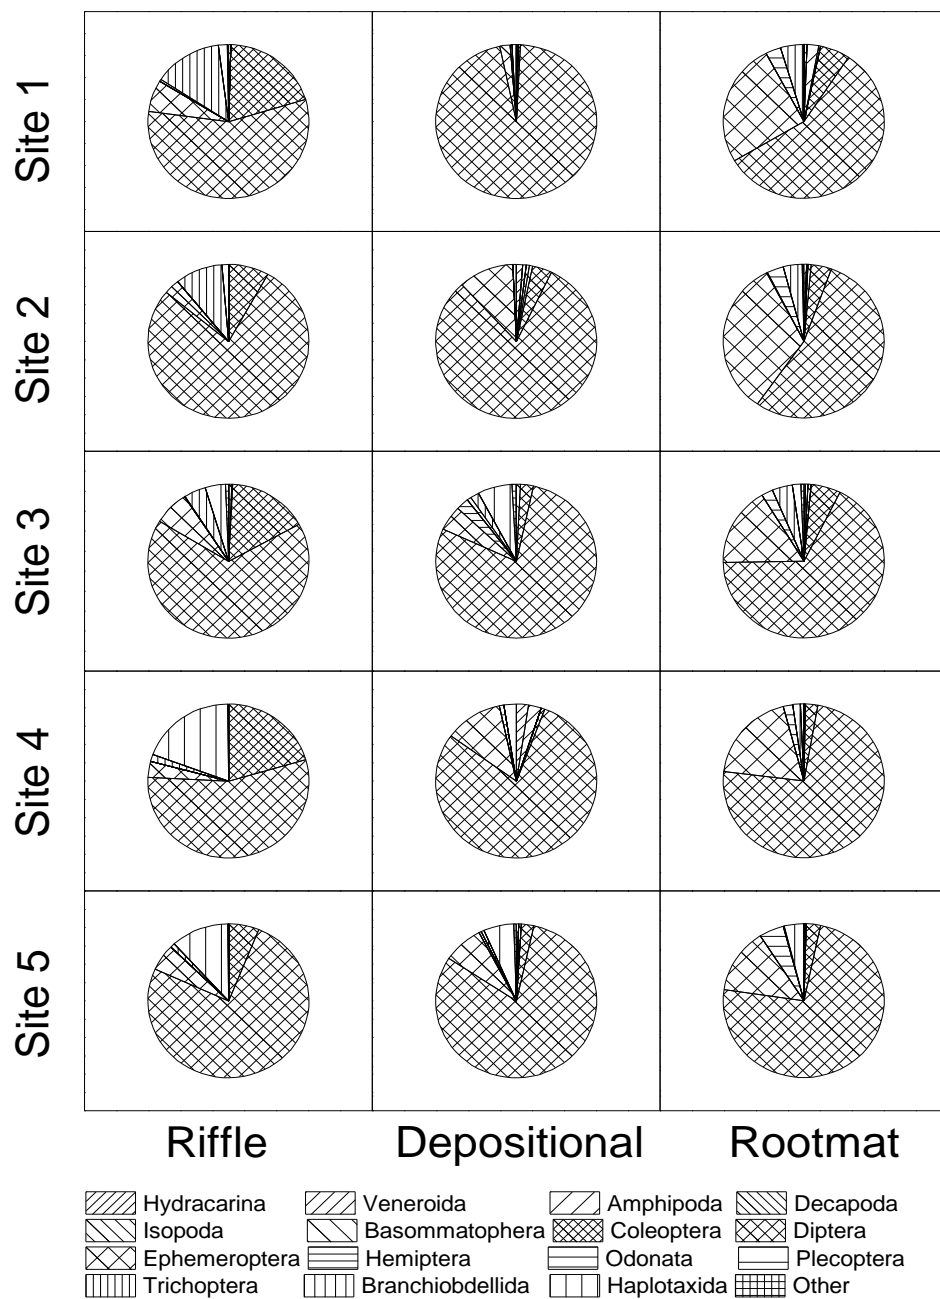 Site 1
Site 2
Site 3
Site 4
Site 5
Riffle Depositional Rootmat
Hydracarina Veneroida Amphipoda Decapoda
Isopoda Basommatophera Coleoptera Diptera
Ephemeroptera Hemiptera Odonata Plecoptera
Trichoptera Branchiobdellida Haplotaxida Other